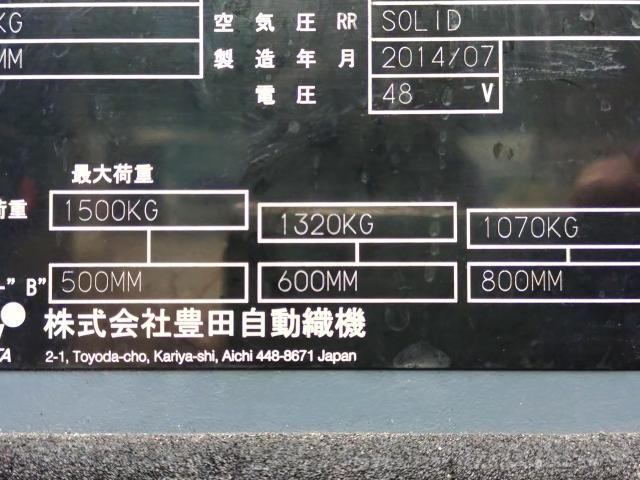 KG 空気圧 RR SOLID
MM 製造年月 2014/07
電圧 48 V
最大荷重
荷重 1500KG 1320KG 1070KG
B" 500MM 600MM 800MM
株式会社豊田自動織機
TA 2-1, Toyoda-cho, Kariya-shi, Aichi 448-8671 Japan